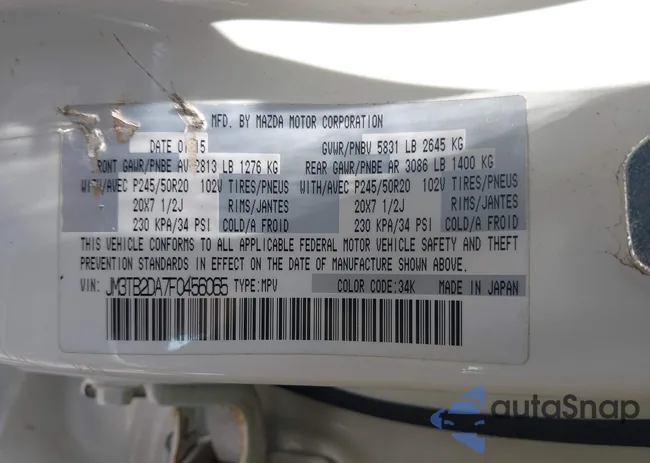 MFD. BY MAZDA MOTOR CORPORATION
DATE 15 GVWR/PNBV 5831 LB 2645 KG
FRONT GAWR/PNBE AV 2813 LB 1276 KG REAR GAWR/PNBE AR 3086 LB 1400 KG
WITH/AVEC P245/50R20 102V TIRES/PNEUS WITH/AVEC P245/50R20 102V TIRES/PNEUS
20X7 1/2J RIMS/JANTES 20X7 1/2J RIMS/JANTES
230 KPA/34 PSI COLD/A FROID 230 KPA/34 PSI COLD/A FROID
THIS VEHICLE CONFORMS TO ALL APPLICABLE FEDERAL MOTOR VEHICLE SAFETY AND THEFT
PREVENTION STANDARDS IN EFFECT ON THE DATE OF MANUFACTURE SHOWN ABOVE.
VIN: JM3TB2DA7F0456065 TYPE:MPV COLOR CODE:34K MADE IN JAPAN
autaSnap